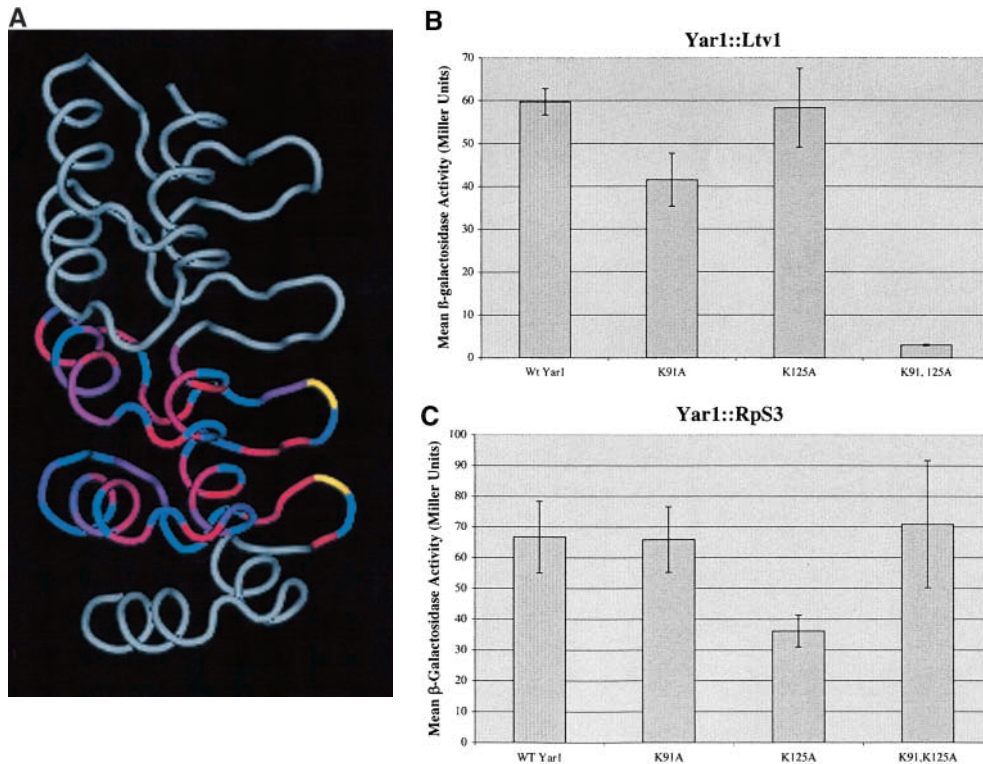 A
B
Yar1::Ltv1
Mean ß-galactosidase Activity (Miller Units)
70
60
50
40
30
20
10
0
Wt Yar1
K91A
K125A
K91, 125A
C
Yar1::RpS3
Mean β-Galactosidase Activity (Miller Units)
100
90
80
70
60
50
40
30
20
10
0
WT Yar1
K91A
K125A
K91,K125A